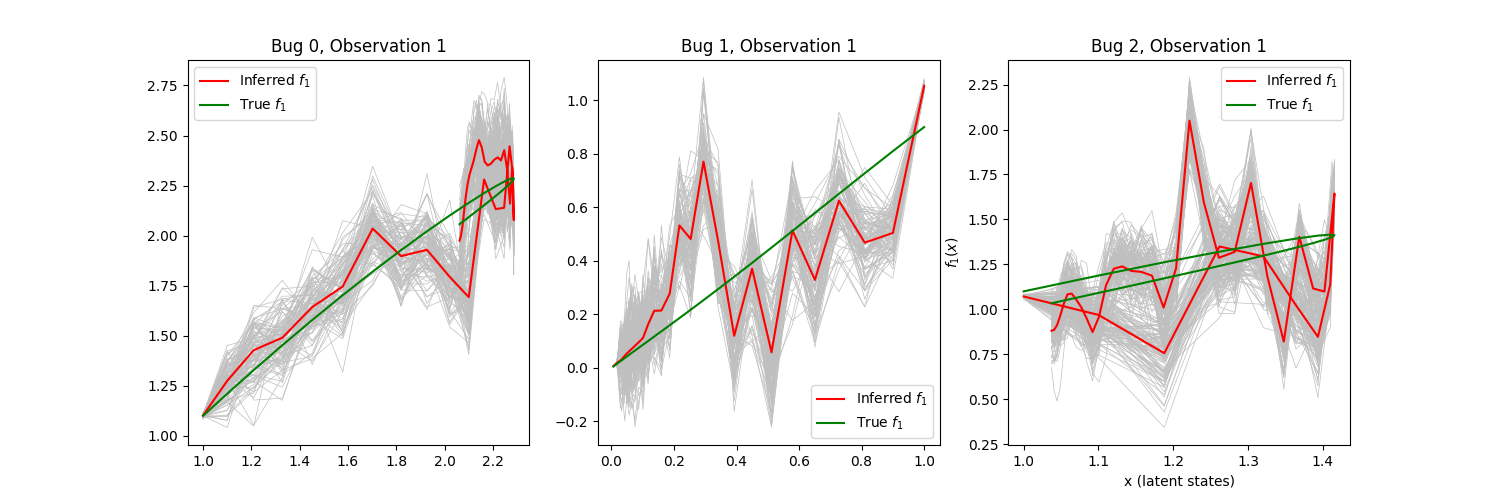 Bug 0, Observation 1
Inferred f₁
True f₁
2.75
2.50
2.25
2.00
1.75
1.50
1.25
1.00
1.0 1.2 1.4 1.6 1.8 2.0 2.2
Bug 1, Observation 1
1.0
0.8
0.6
0.4
0.2
0.0
−0.2
Inferred f₁
True f₁
0.0 0.2 0.4 0.6 0.8 1.0
Bug 2, Observation 1
Inferred f₁
True f₁
f₁(x)
2.25
2.00
1.75
1.50
1.25
1.00
0.75
0.50
0.25
1.0 1.1 1.2 1.3 1.4
x (latent states)